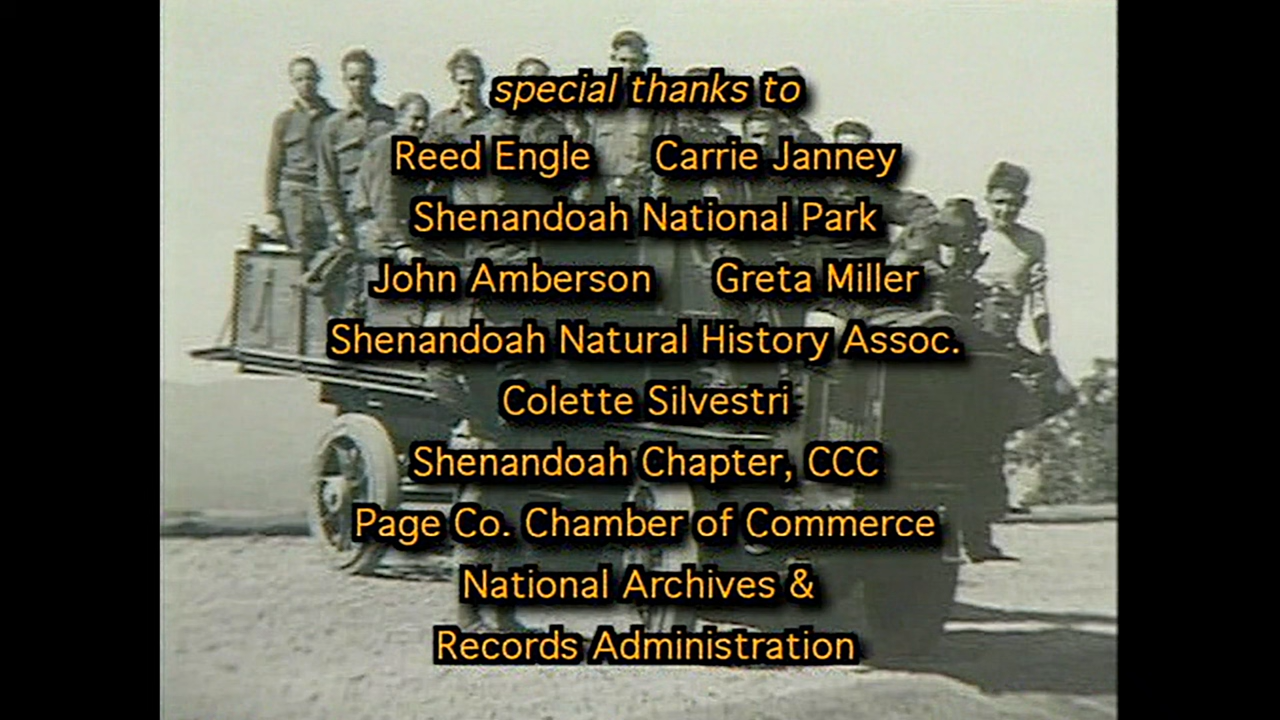 special thanks to
Reed Engle Carrie Janney
Shenandoah National Park
John Amberson Greta Miller
Shenandoah Natural History Assoc.
Colette Silvestri
Shenandoah Chapter, CCC
Page Co. Chamber of Commerce
National Archives &
Records Administration